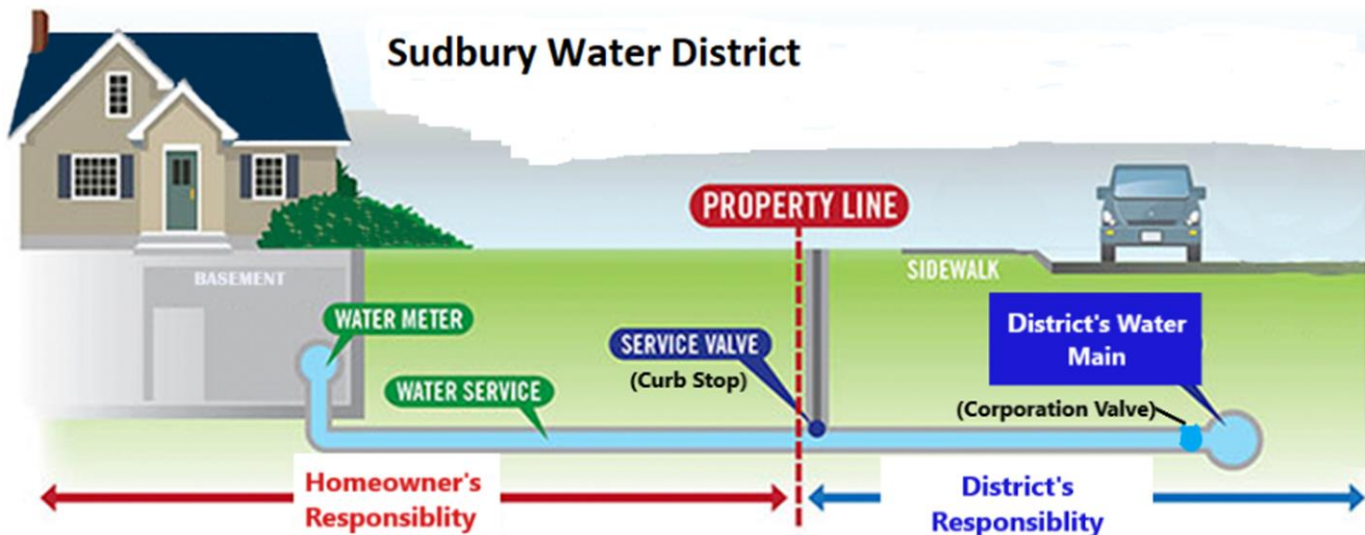 Sudbury Water District
PROPERTY LINE
SIDEWALK
BASEMENT
WATER METER
District's Water
Main
SERVICE VALVE
(Curb Stop)
WATER SERVICE
(Corporation Valve)
Homeowner's
Responsiblity
District's
Responsiblity